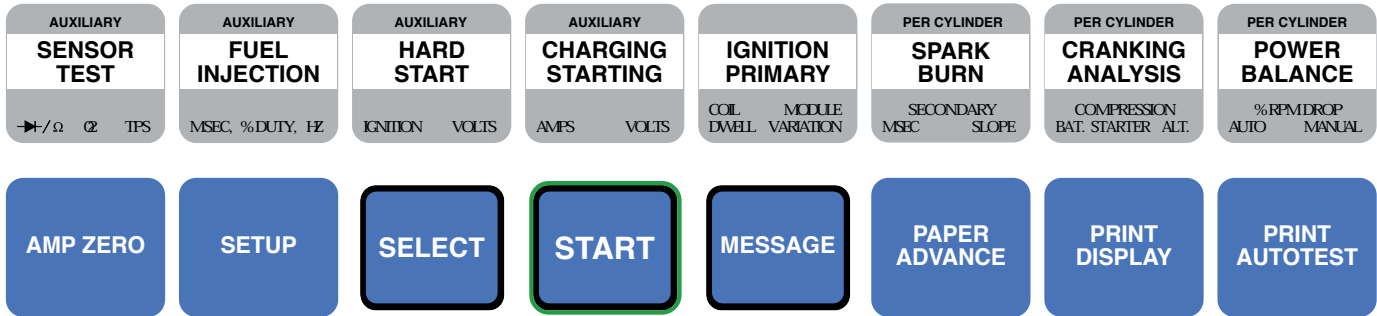 AUXILIARY
SENSOR
TEST
/Ω O2 TPS
AUXILIARY
FUEL
INJECTION
MSEC, % DUTY, HZ
AUXILIARY
HARD
START
IGNITION VOLTS
AUXILIARY
CHARGING
STARTING
AMPS VOLTS
IGNITION
PRIMARY
COIL MODULE
DWELL VARIATION
PER CYLINDER
SPARK
BURN
SECONDARY
MSEC SLOPE
PER CYLINDER
CRANKING
ANALYSIS
COMPRESSION
BAT. STARTER ALT.
PER CYLINDER
POWER
BALANCE
% RPM DROP
AUTO MANUAL
AMP ZERO
SETUP
SELECT
START
MESSAGE
PAPER
ADVANCE
PRINT
DISPLAY
PRINT
AUTOTEST